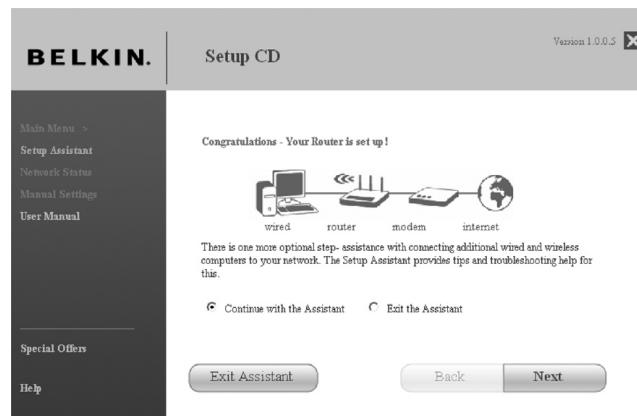 BELKIN.
Setup CD
Version 1.0.0.5
Main Menu >
Setup Assistant
Network Status
Manual Settings
User Manual
Special Offers
Help
Congratulations - Your Router is set up!
wired router modem internet
There is one more optional step- assistance with connecting additional wired and wireless
computers to your network. The Setup Assistant provides tips and troubleshooting help for
this.
Continue with the Assistant Exit the Assistant
Exit Assistant Back Next